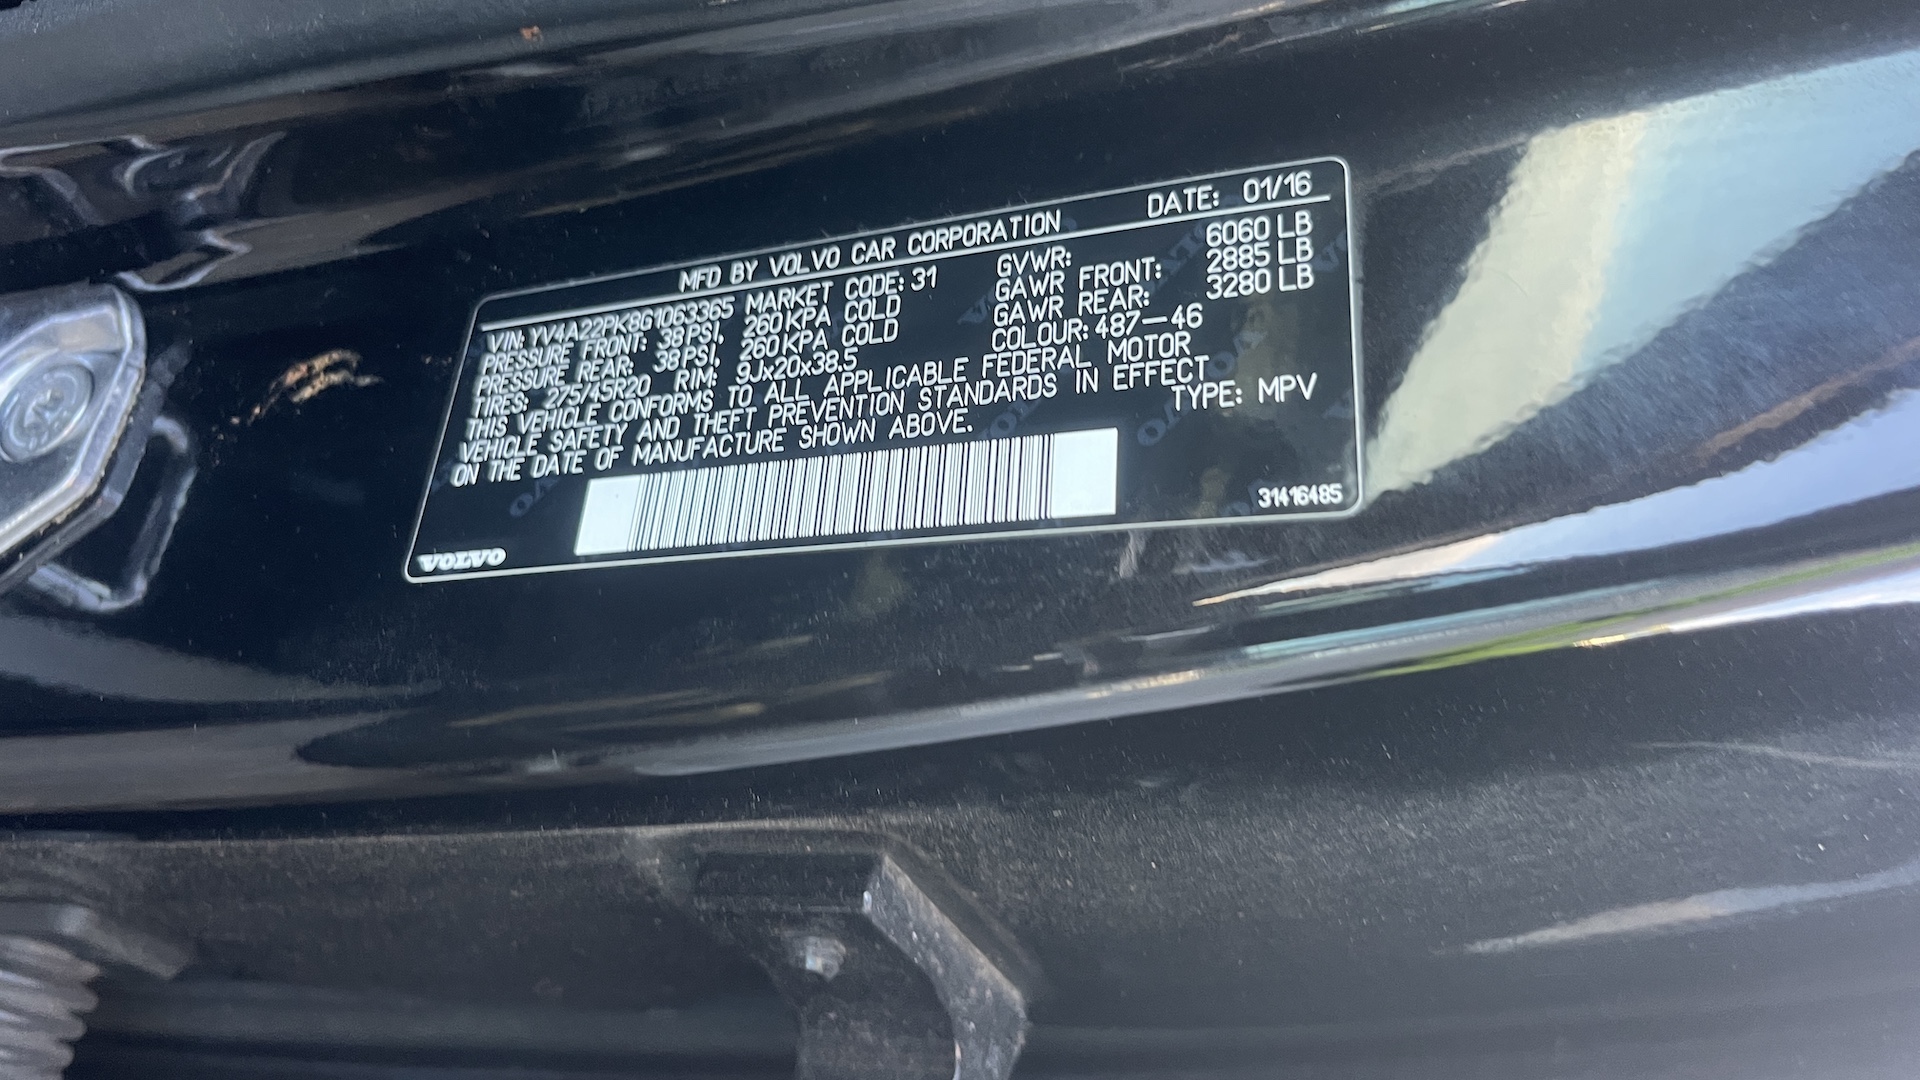 MFD BY VOLVO CAR CORPORATION DATE: 01/16
VIN: YV4A22PK8G1063365 MARKET CODE: 31 GVWR: 6060 LB
PRESSURE FRONT: 38 PSI, 260 KPA COLD GAWR FRONT: 2885 LB
PRESSURE REAR: 38 PSI, 260 KPA COLD GAWR REAR: 3280 LB
TIRES: 275/45R20 RIM: 9Jx20x38.5 COLOUR: 487-46
THIS VEHICLE CONFORMS TO ALL APPLICABLE FEDERAL MOTOR
VEHICLE SAFETY AND THEFT PREVENTION STANDARDS IN EFFECT
ON THE DATE OF MANUFACTURE SHOWN ABOVE. TYPE: MPV
VOLVO 31416485